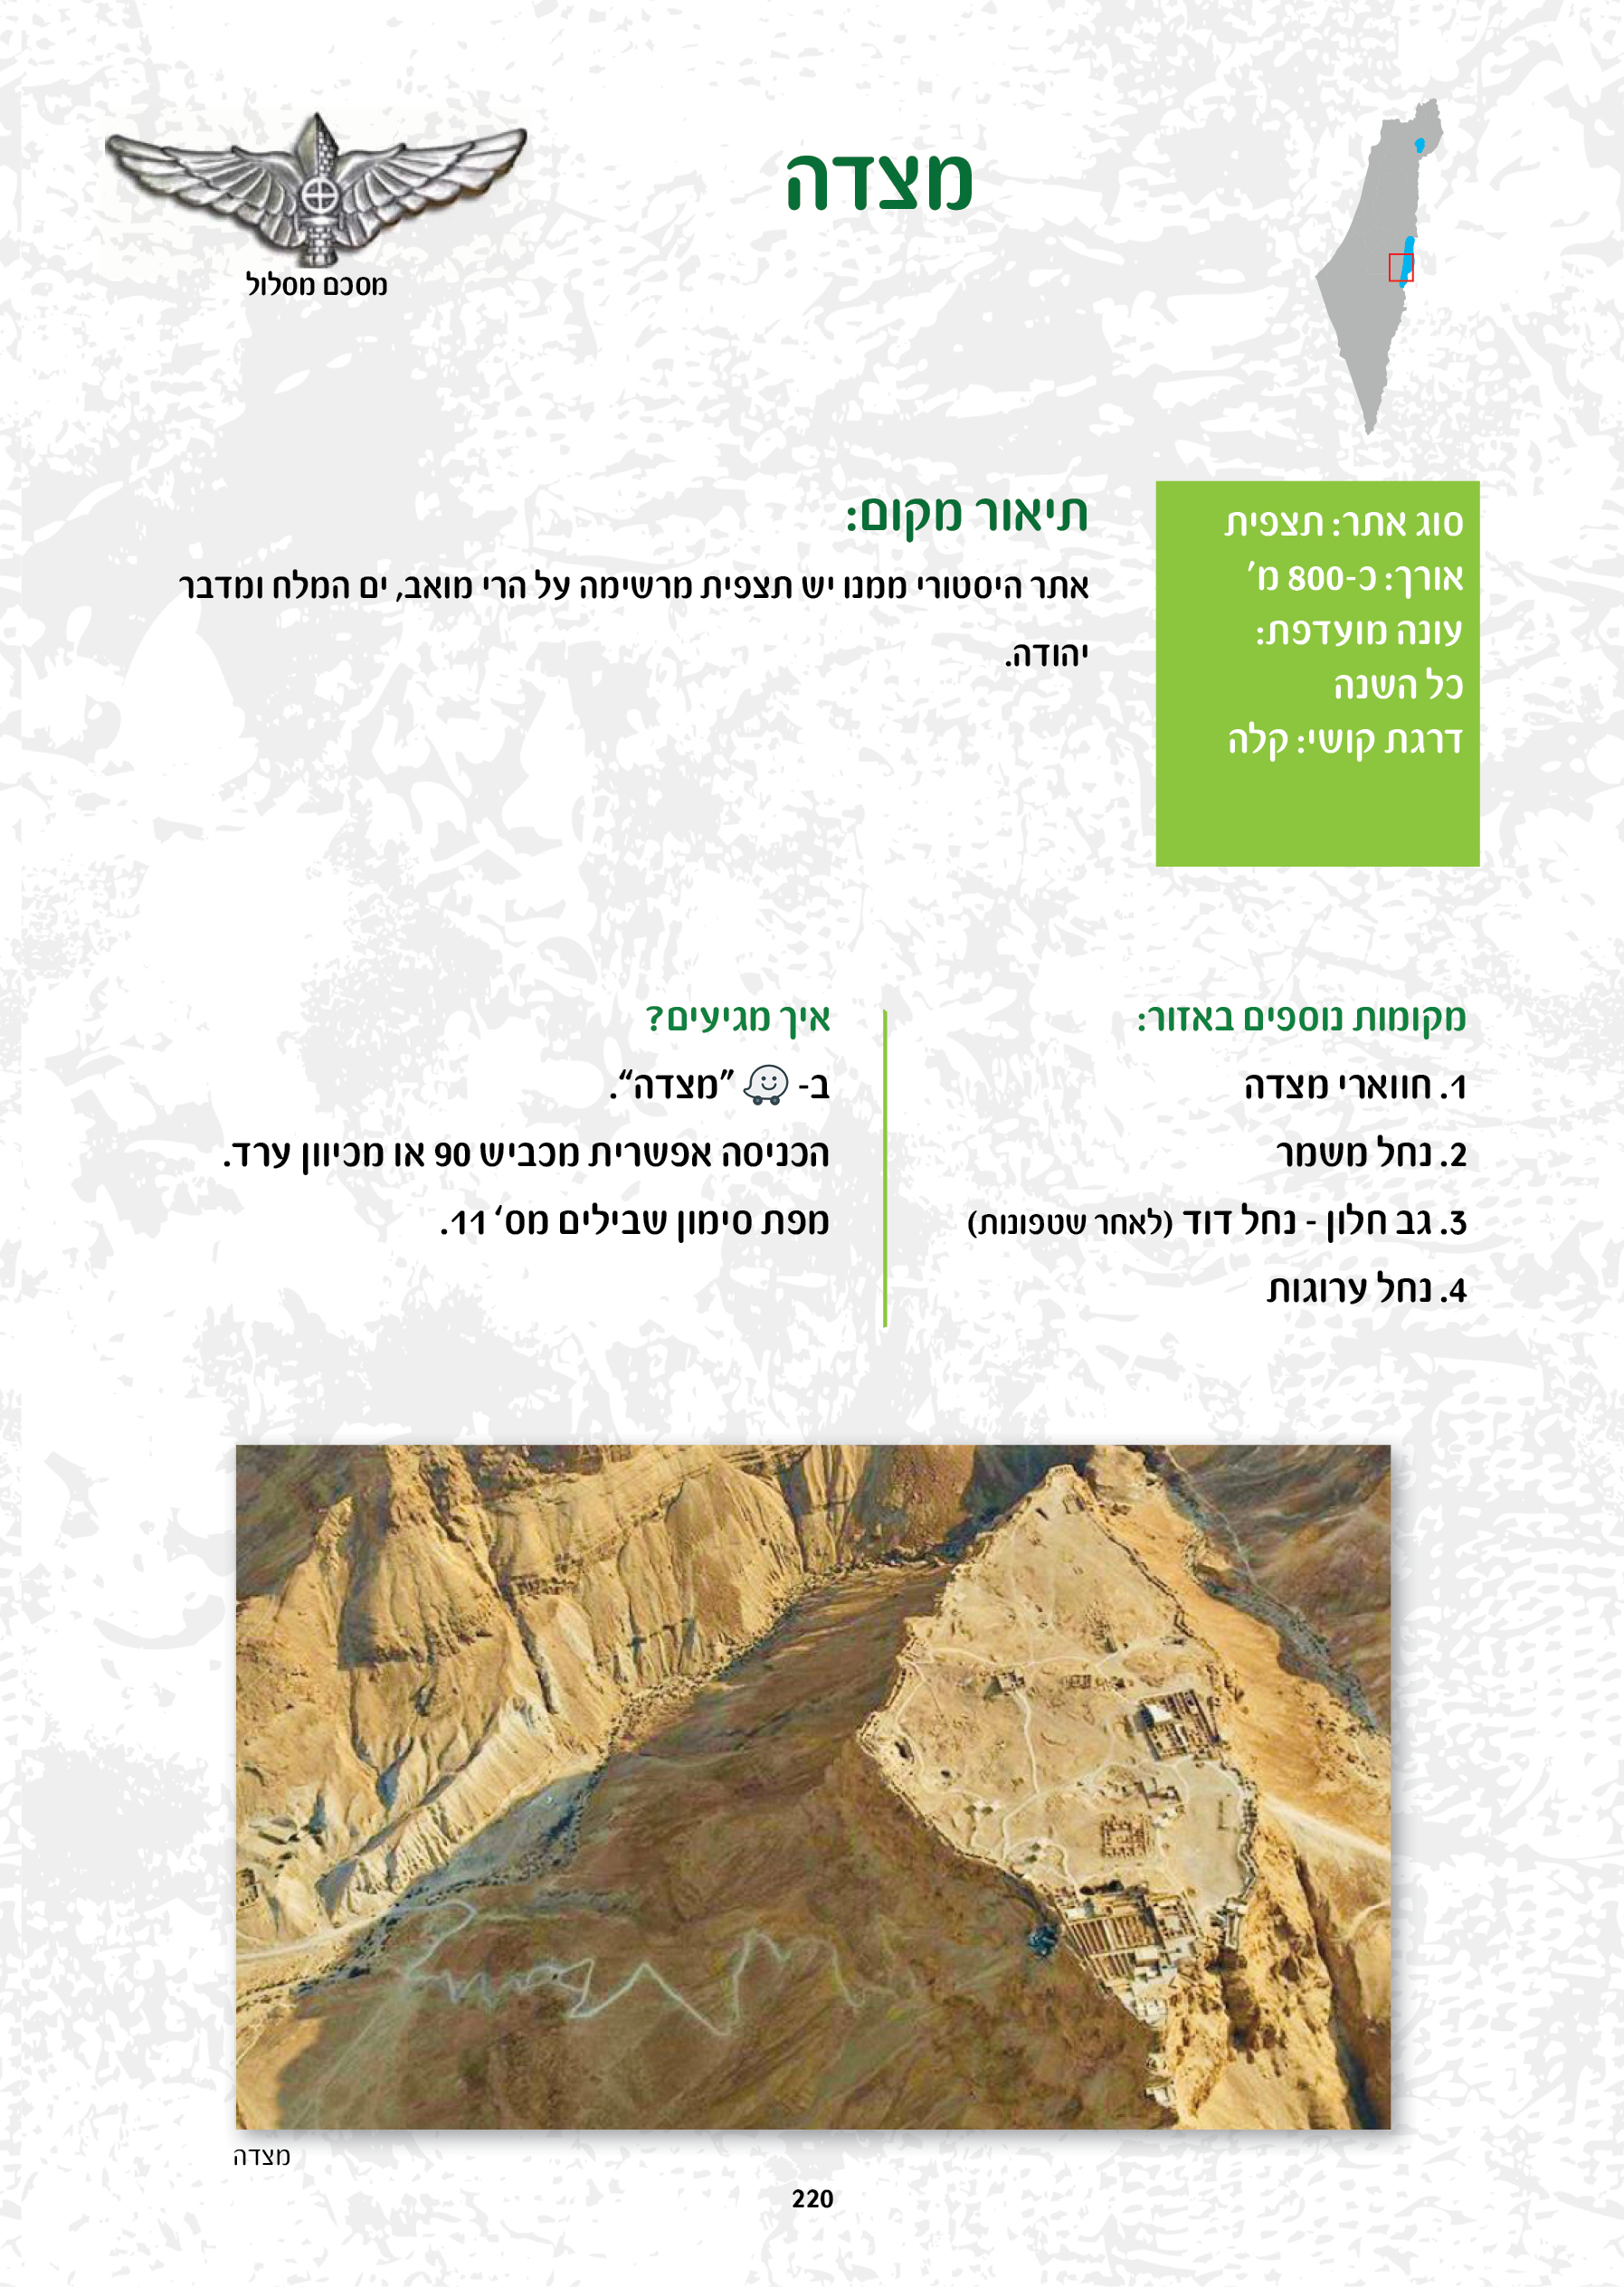 מצדה
מסכם מסלול
סוג אתר: תצפית
אורך: כ-800 מ'
עונה מועדפת:
כל השנה
דרגת קושי: קלה
תיאור מקום:
אתר היסטורי ממנו יש תצפית מרשימה על הרי מואב, ים המלח ומדבר
יהודה.
מקומות נוספים באזור:
1. חווארי מצדה
2. נחל משמר
3. גב חלון - נחל דוד (לאחר שטפונות)
4. נחל ערוגות
איך מגיעים?
ב- ”מצדה“.
הכניסה אפשרית מכביש 90 או מכיוון ערד.
מפת סימון שבילים מס‘ 11.
מצדה
220